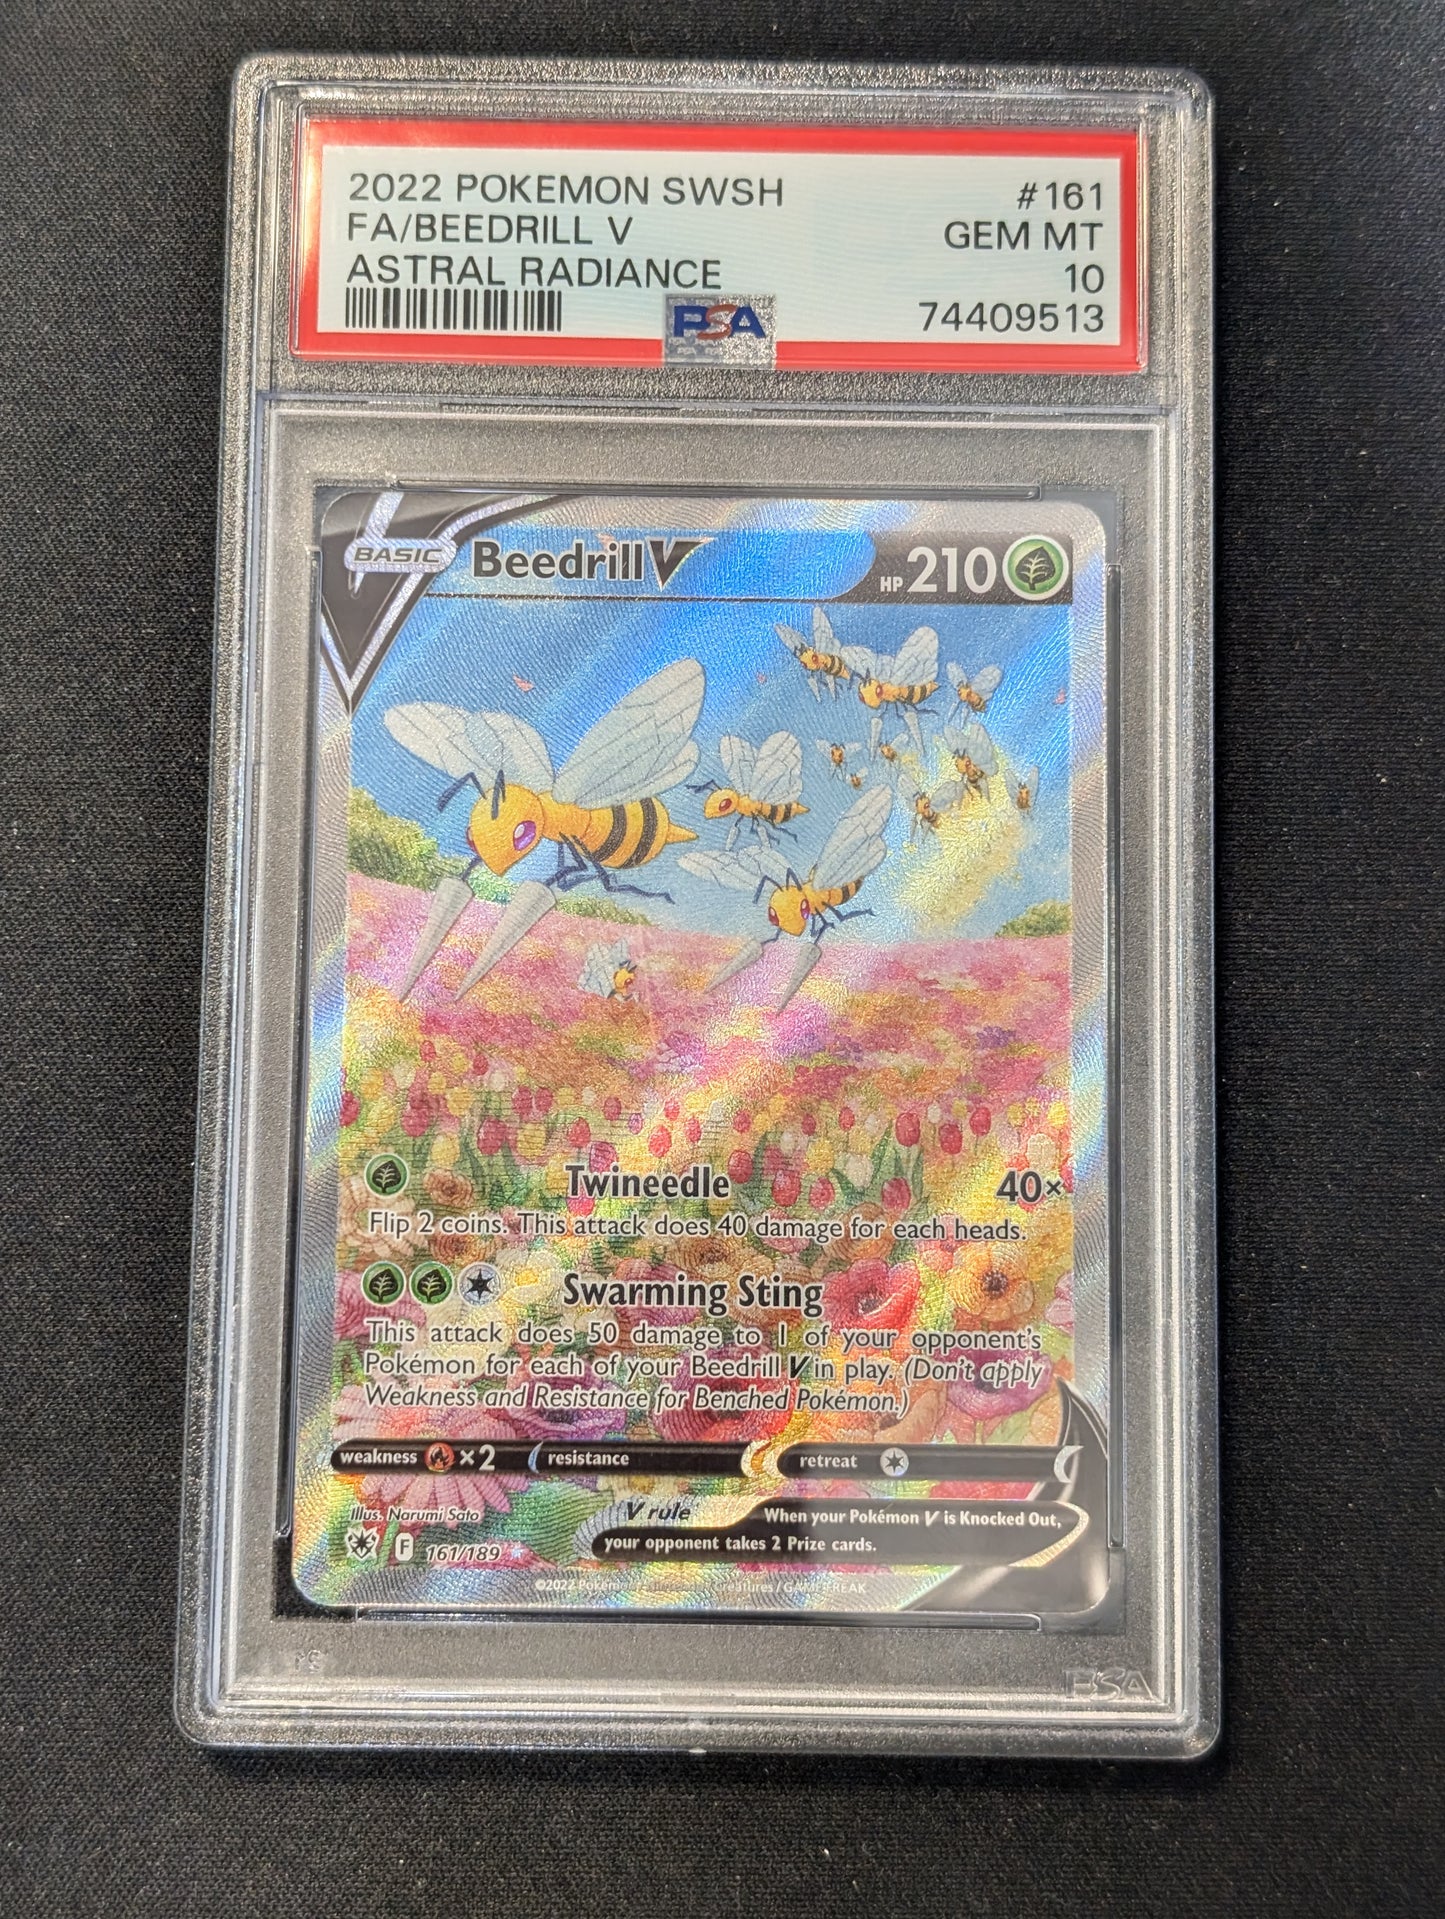 2022 POKEMON SWSH #161
FA/BEEDRILL V GEM MT
ASTRAL RADIANCE 10
PSA 74409513
BASIC Beedrill V HP 210
Twineedle 40×
Flip 2 coins. This attack does 40 damage for each heads.
Swarming Sting
This attack does 50 damage to 1 of your opponent's
Pokémon for each of your Beedrill V in play. (Don't apply
Weakness and Resistance for Benched Pokémon.)
weakness ×2 resistance retreat
Illus. Narumi Sato
V rule When your Pokémon V is Knocked Out,
your opponent takes 2 Prize cards.
F 161/189
©2022 Pokémon / Creatures / GAME FREAK
PSA